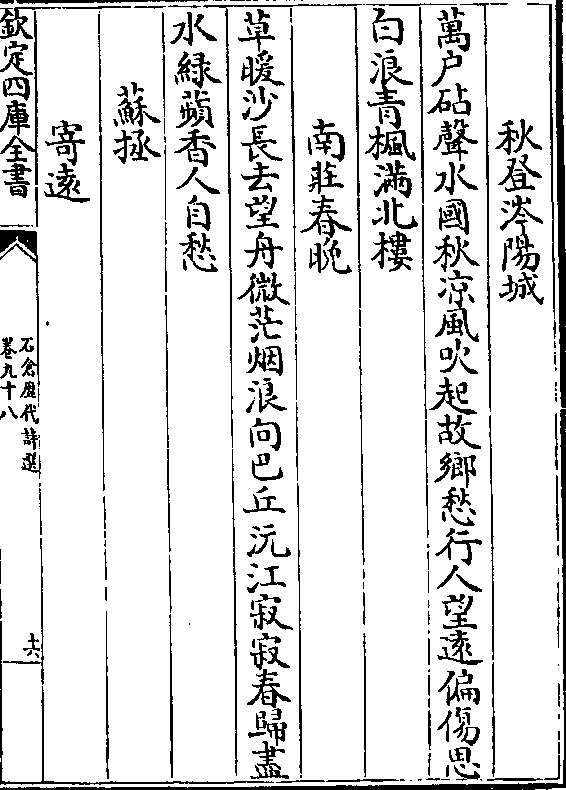 秋登涔陽城
萬户砧聲水國秋凉風吹起故鄉愁行人望遠偏傷思
白浪青楓滿北樓
南莊春晚
草暖沙長去望舟微茫烟浪向巴丘沅江寂寂春歸盡
水緑蘋香人自愁
蘇拯
寄遠
欽定四庫全書
石倉歷代詩選
卷九十八
十六